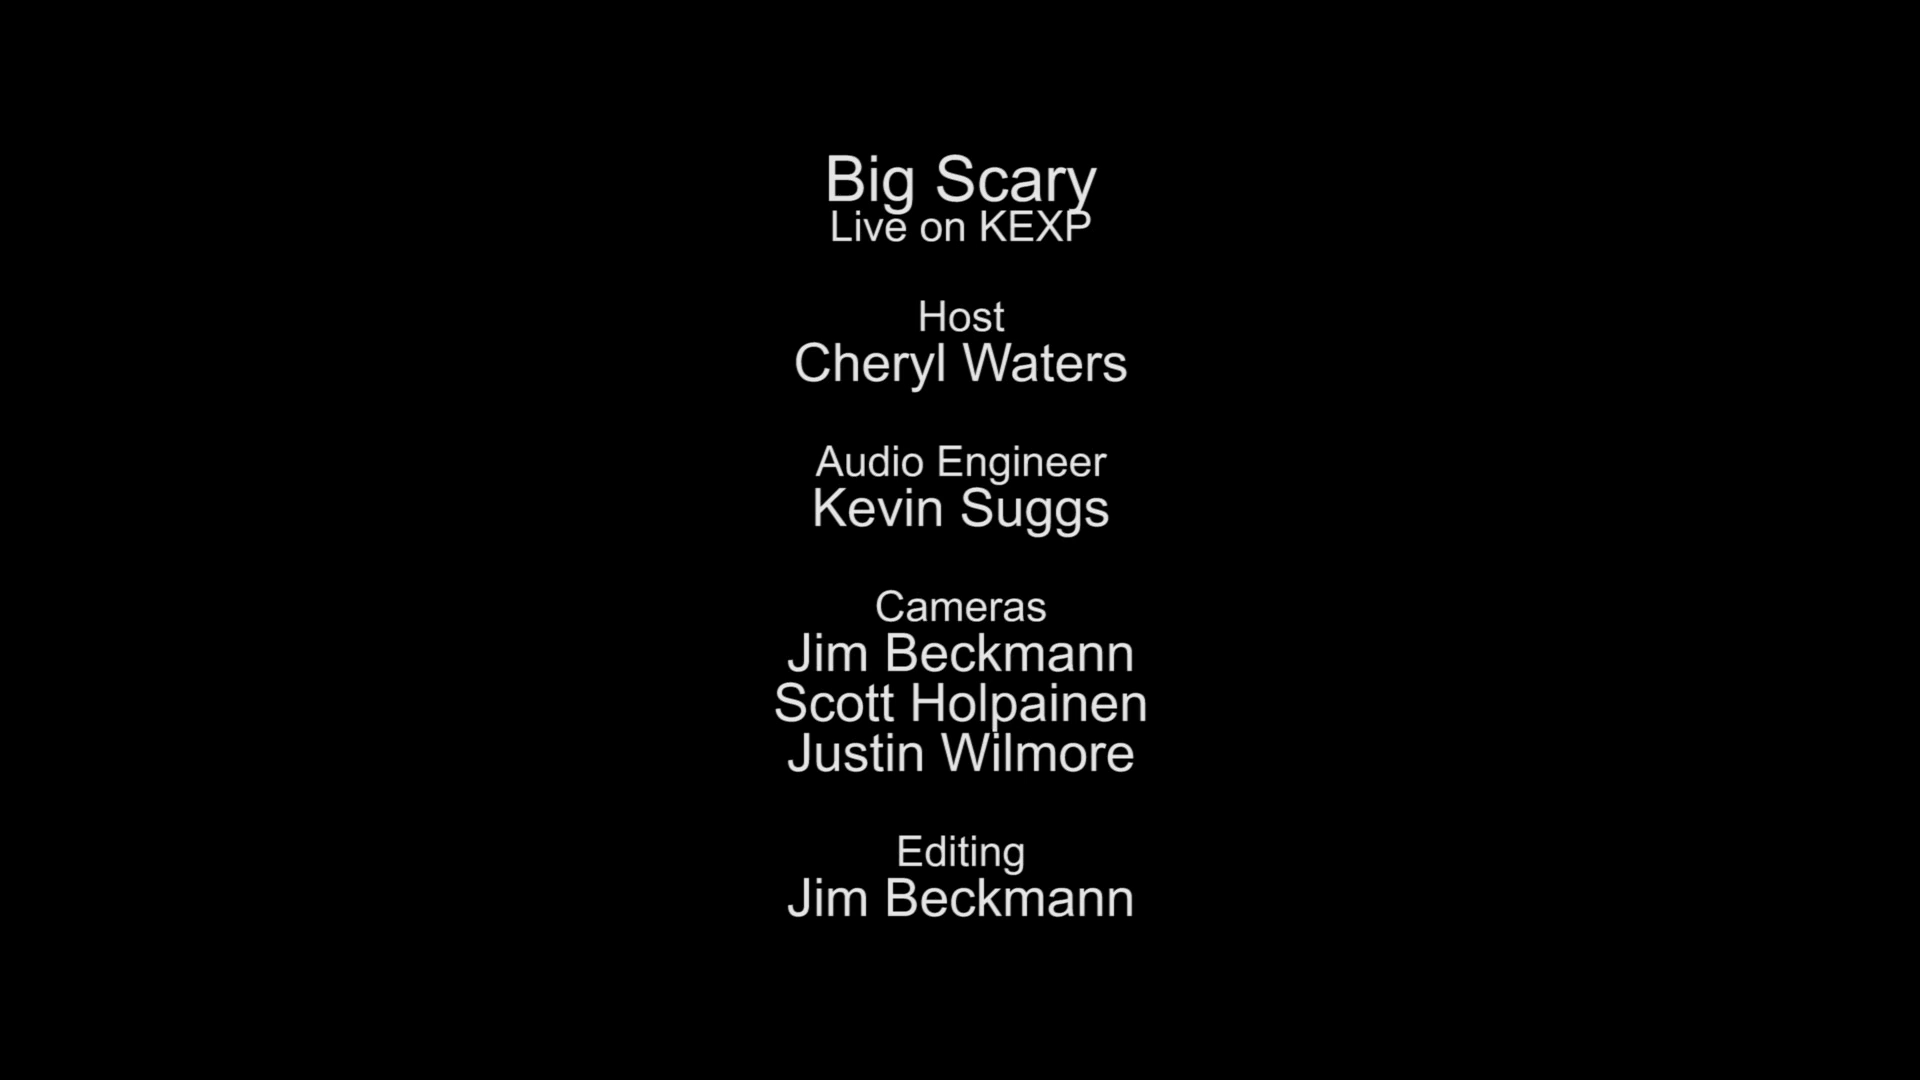 Big Scary
Live on KEXP
Host
Cheryl Waters
Audio Engineer
Kevin Suggs
Cameras
Jim Beckmann
Scott Holpainen
Justin Wilmore
Editing
Jim Beckmann